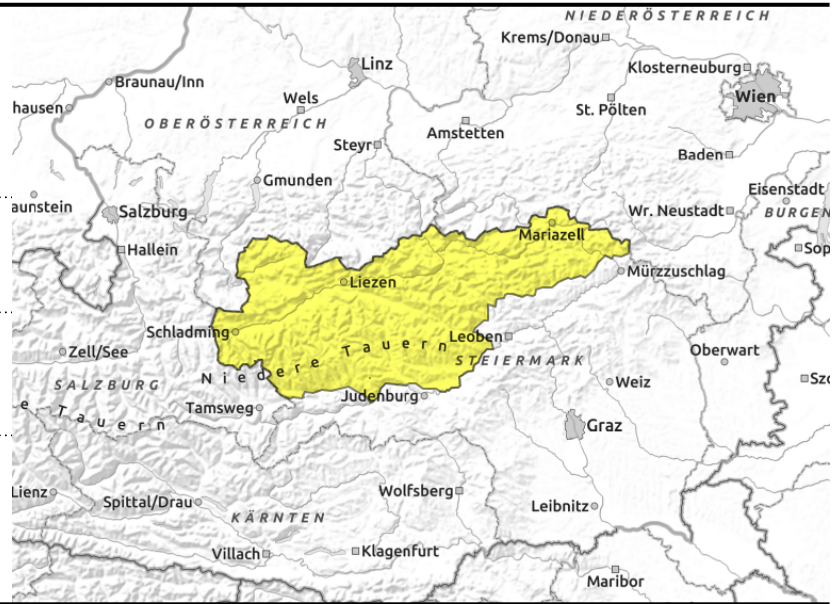 NIEDERÖSTERREICH
Krems/Donau
Linz
Klosterneuburg
Braunau/Inn
Wien
hausen
Wels
St. Pölten
OBERÖSTERREICH
Amstetten
Steyr
Baden
Gmunden
Eisenstadt
aunstein
Salzburg
Wr. Neustadt
BURGEN
Mariazell
Hallein
Sop
Mürzzuschlag
Liezen
Schladming
Leoben
Zell/See
Niedere Tauern
STEIERMARK
Oberwart
SALZBURG
Weiz
Szo
Judenburg
e Tauern
Tamsweg
Graz
Lienz
Spittal/Drau
Wolfsberg
Leibnitz
KÄRNTEN
Villach
Klagenfurt
Maribor